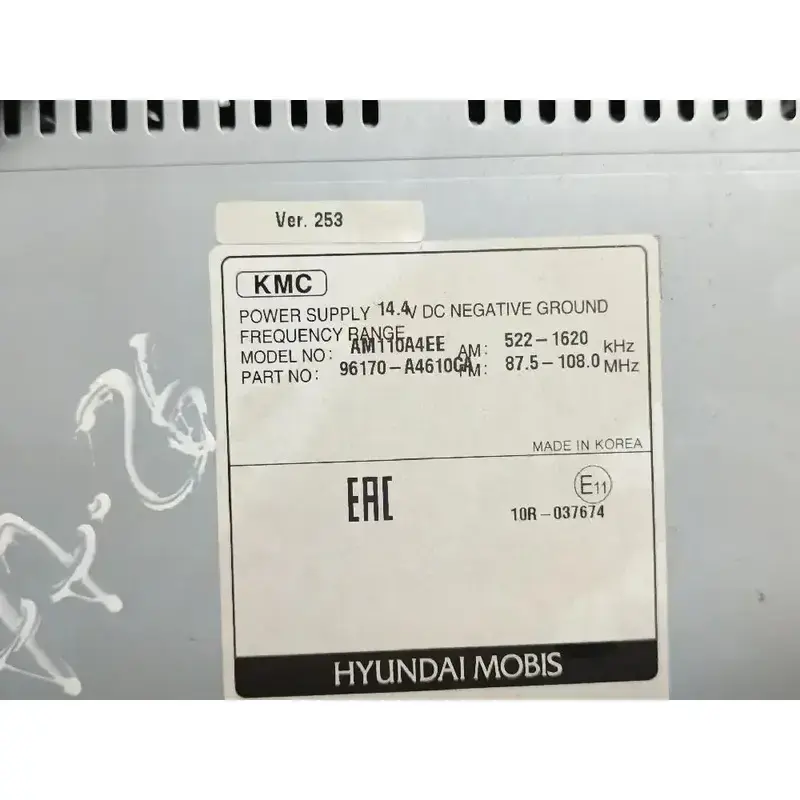 Ver. 253
KMC
POWER SUPPLY 14.4V DC NEGATIVE GROUND
FREQUENCY RANGE
MODEL NO: AM110A4EE AM: 522-1620 kHz
PART NO: 96170-A4610GA FM: 87.5-108.0 MHz
MADE IN KOREA
EAC
E11
10R-037674
HYUNDAI MOBIS